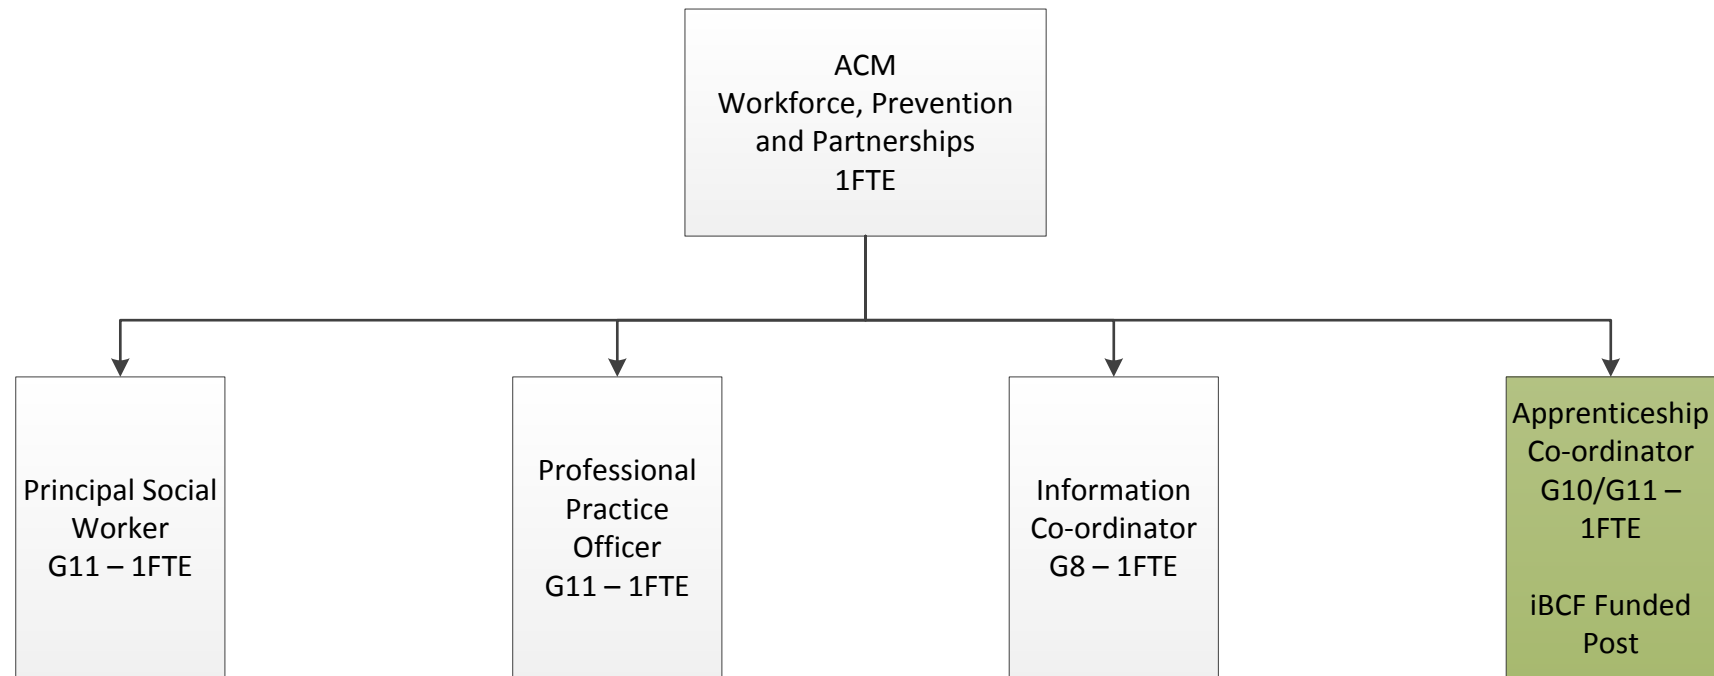 ACM
Workforce, Prevention
and Partnerships
1FTE
Principal Social
Worker
G11 – 1FTE
Professional
Practice
Officer
G11 – 1FTE
Information
Co-ordinator
G8 – 1FTE
Apprenticeship
Co-ordinator
G10/G11 –
1FTE
iBCF Funded
Post